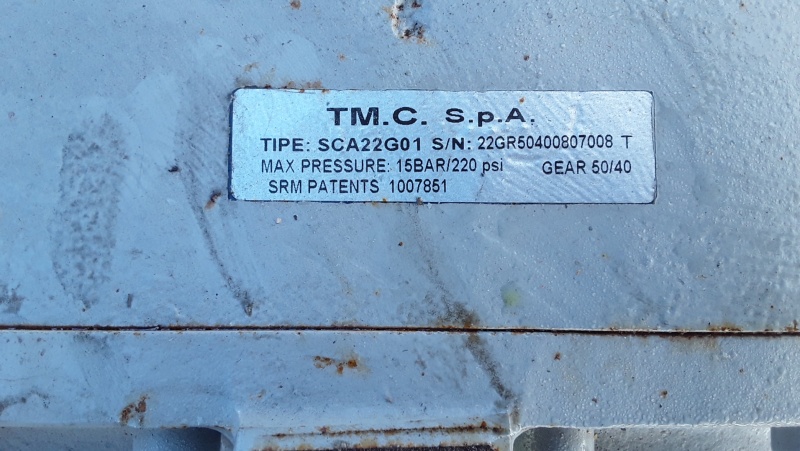 TM.C. S.p.A.
TIPE: SCA22G01 S/N: 22GR50400807008 T
MAX PRESSURE: 15BAR/220 psi GEAR 50/40
SRM PATENTS 1007851